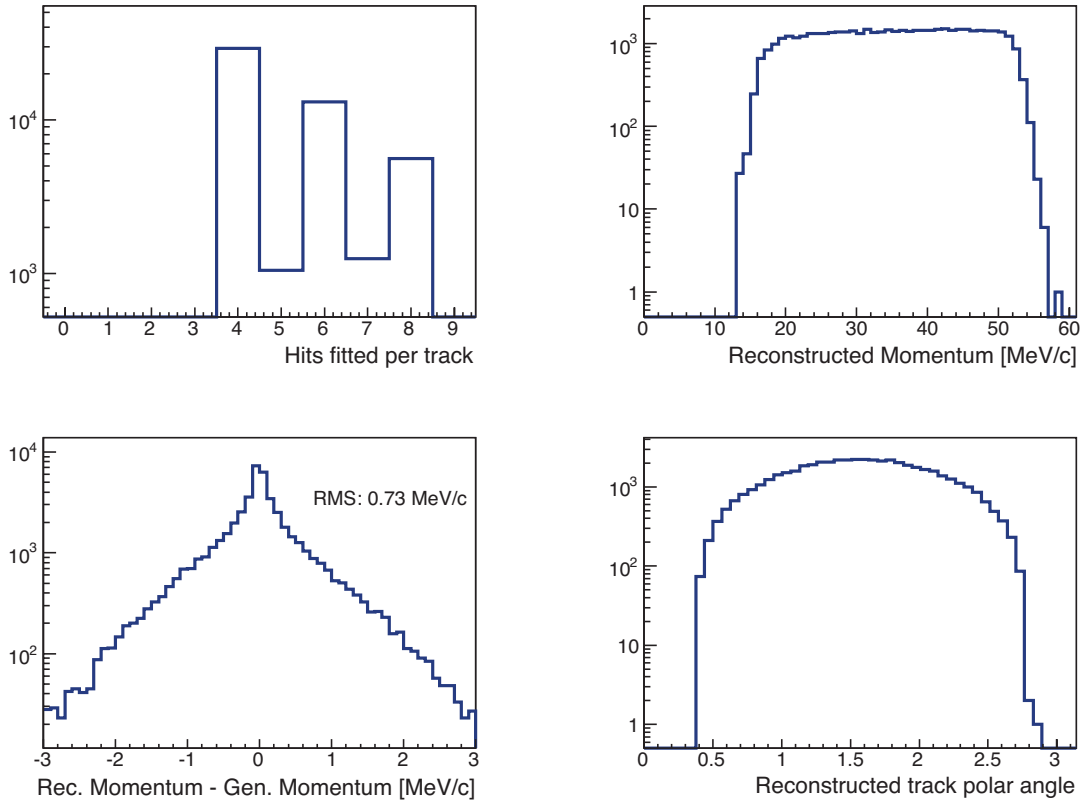 10^4
10^3
0 1 2 3 4 5 6 7 8 9
Hits fitted per track
10^3
10^2
10
1
0 10 20 30 40 50 60
Reconstructed Momentum [MeV/c]
10^4
10^3
10^2
RMS: 0.73 MeV/c
-3 -2 -1 0 1 2 3
Rec. Momentum - Gen. Momentum [MeV/c]
10^3
10^2
10
1
0 0.5 1 1.5 2 2.5 3
Reconstructed track polar angle